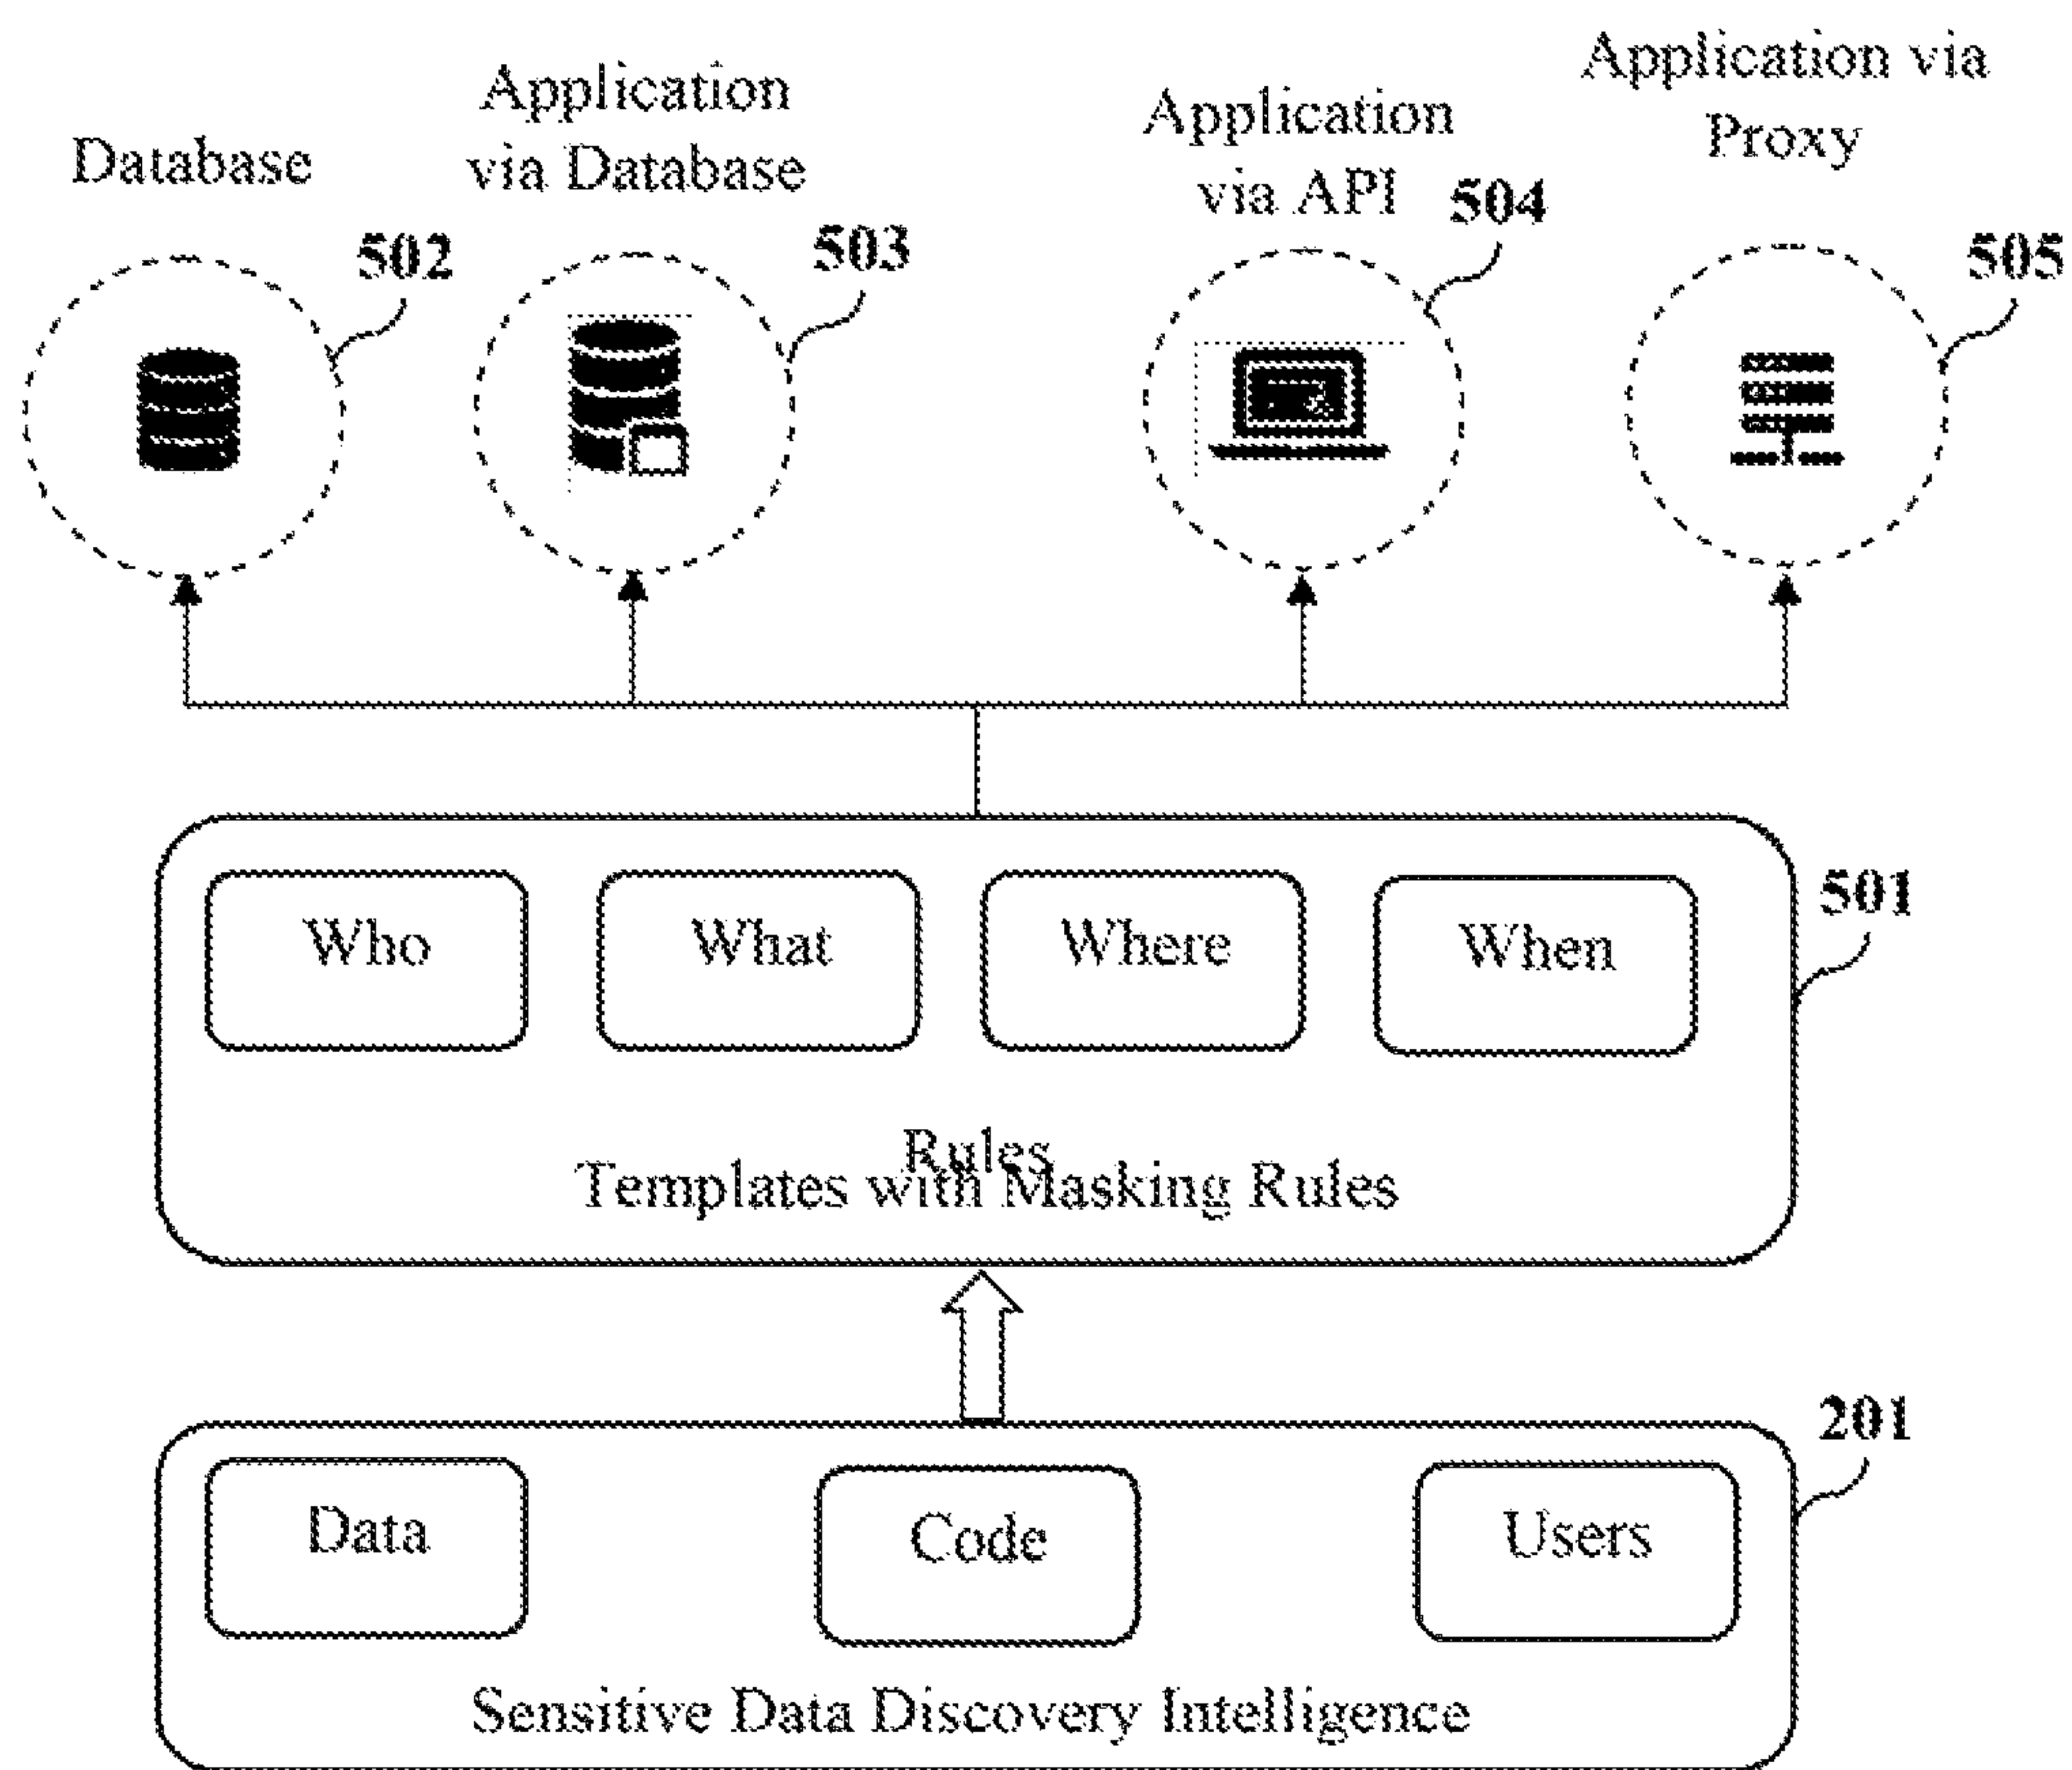 Database
Application
via Database
Application
via API
Application via
Proxy
502
503
504
505
Who
What
Where
When
501
Rules
Templates with Masking Rules
201
Data
Code
Users
Sensitive Data Discovery Intelligence